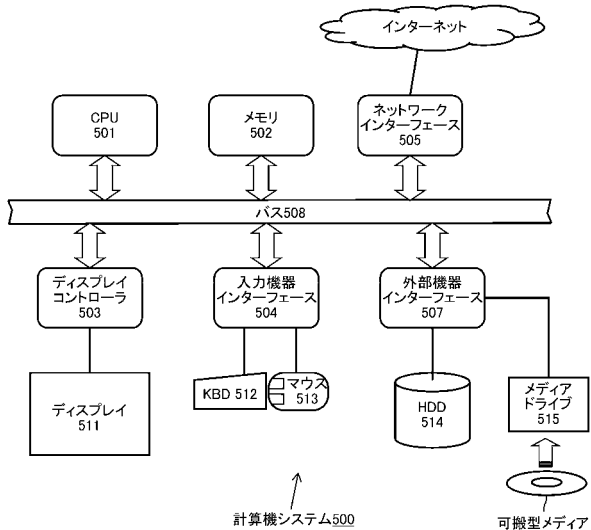 インターネット
CPU
501
メモリ
502
ネットワーク
インターフェース
505
バス508
ディスプレイ
コントローラ
503
入力機器
インターフェース
504
外部機器
インターフェース
507
ディスプレイ
511
KBD 512
マウス
513
HDD
514
メディア
ドライブ
515
計算機システム500
可搬型メディア